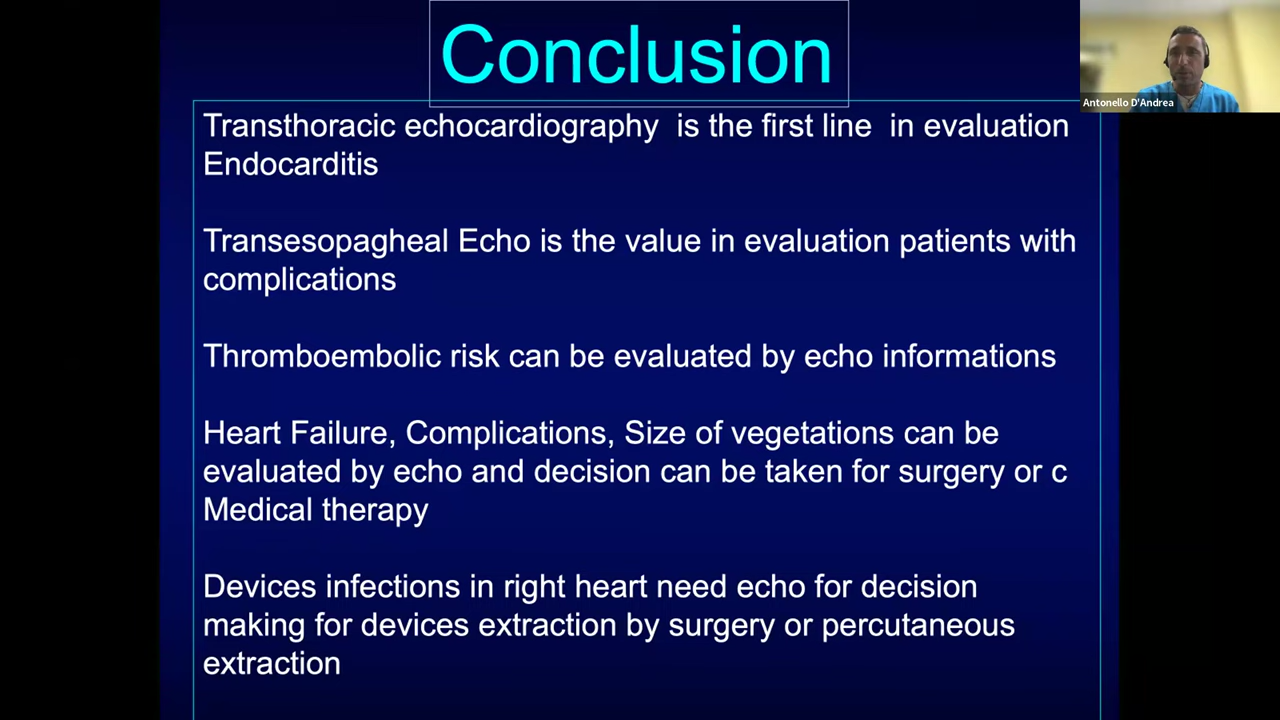 Conclusion
Antonello D'Andrea
Transthoracic echocardiography is the first line in evaluation
Endocarditis
Transesopagheal Echo is the value in evaluation patients with
complications
Thromboembolic risk can be evaluated by echo informations
Heart Failure, Complications, Size of vegetations can be
evaluated by echo and decision can be taken for surgery or c
Medical therapy
Devices infections in right heart need echo for decision
making for devices extraction by surgery or percutaneous
extraction